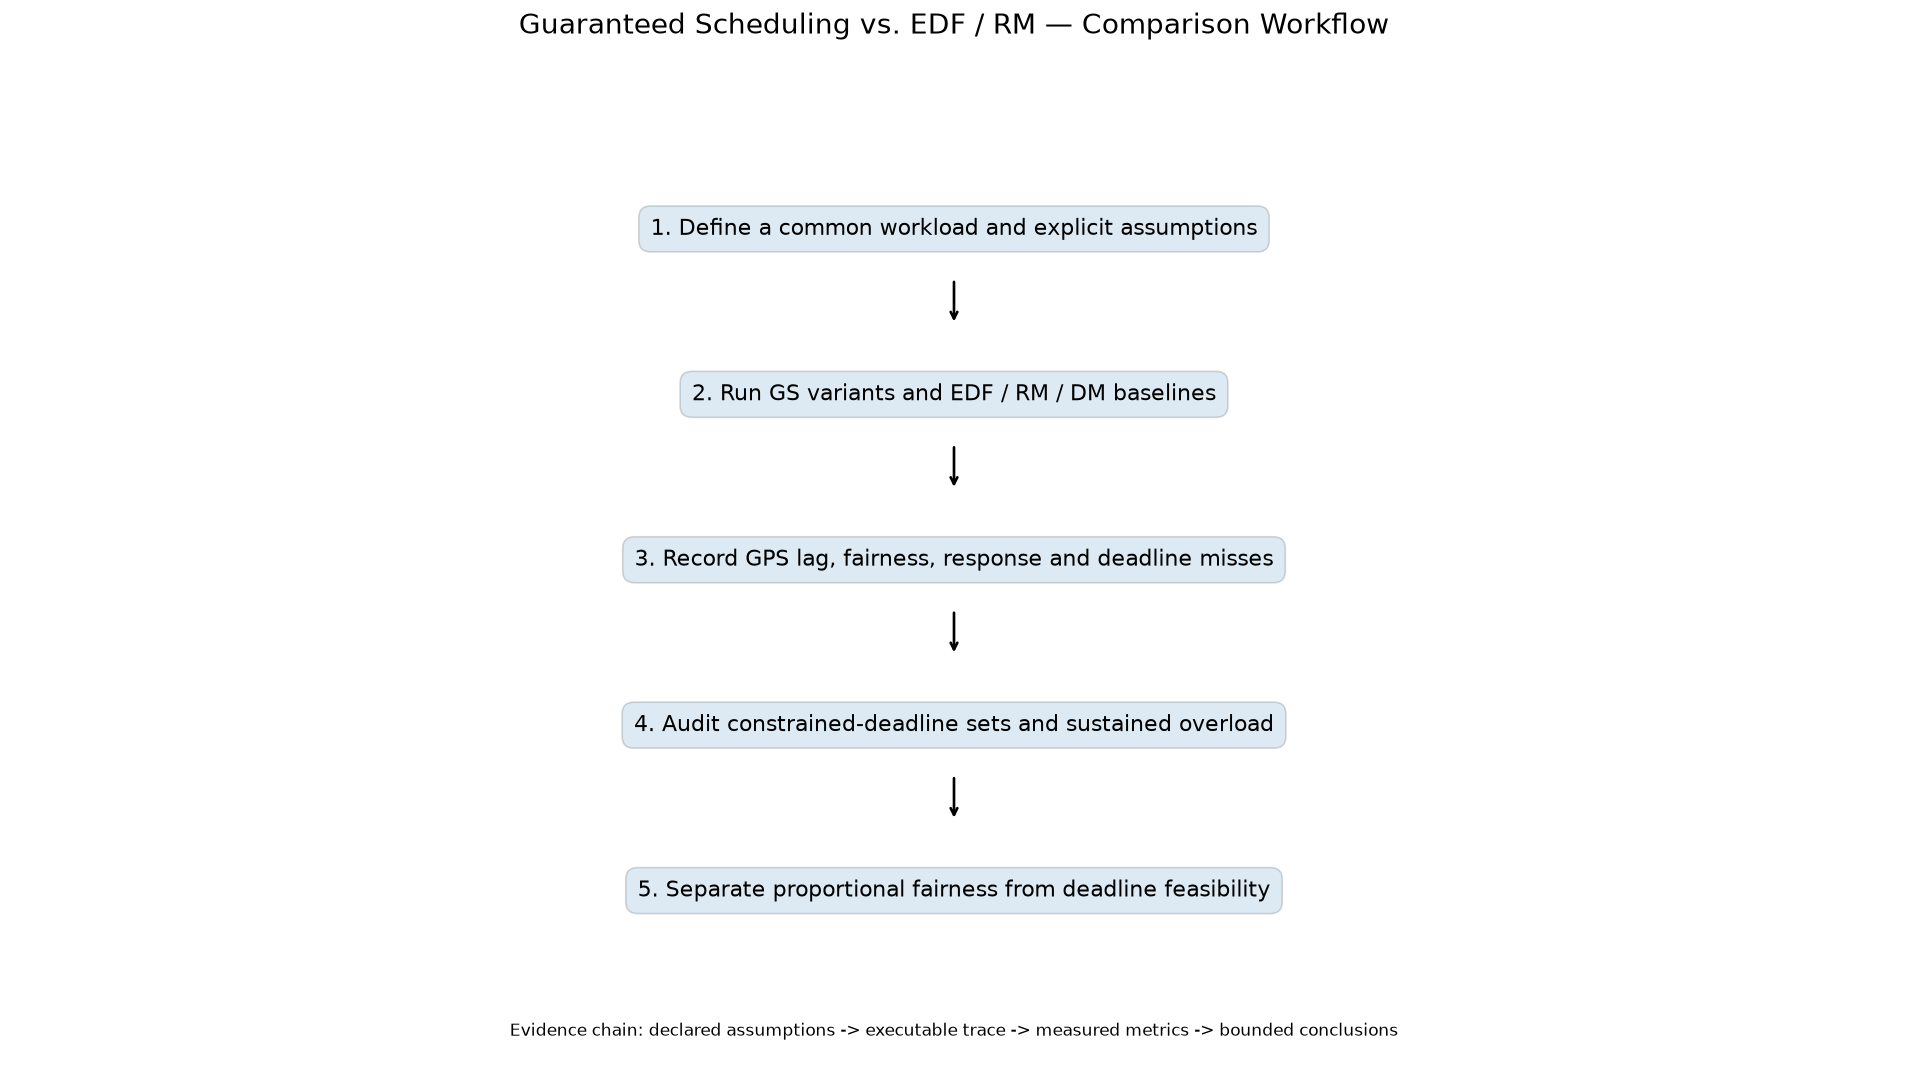 Guaranteed Scheduling vs. EDF / RM — Comparison Workflow
1. Define a common workload and explicit assumptions
2. Run GS variants and EDF / RM / DM baselines
3. Record GPS lag, fairness, response and deadline misses
4. Audit constrained-deadline sets and sustained overload
5. Separate proportional fairness from deadline feasibility
Evidence chain: declared assumptions -> executable trace -> measured metrics -> bounded conclusions